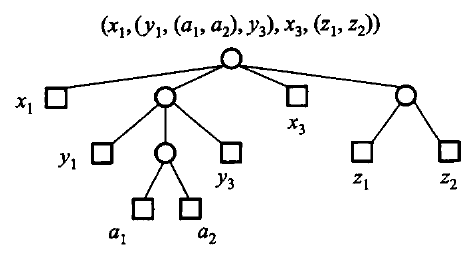 (x₁, (y₁, (a₁, a₂), y₃), x₃, (z₁, z₂))
x₁
x₃
y₁
y₃
z₁
z₂
a₁
a₂